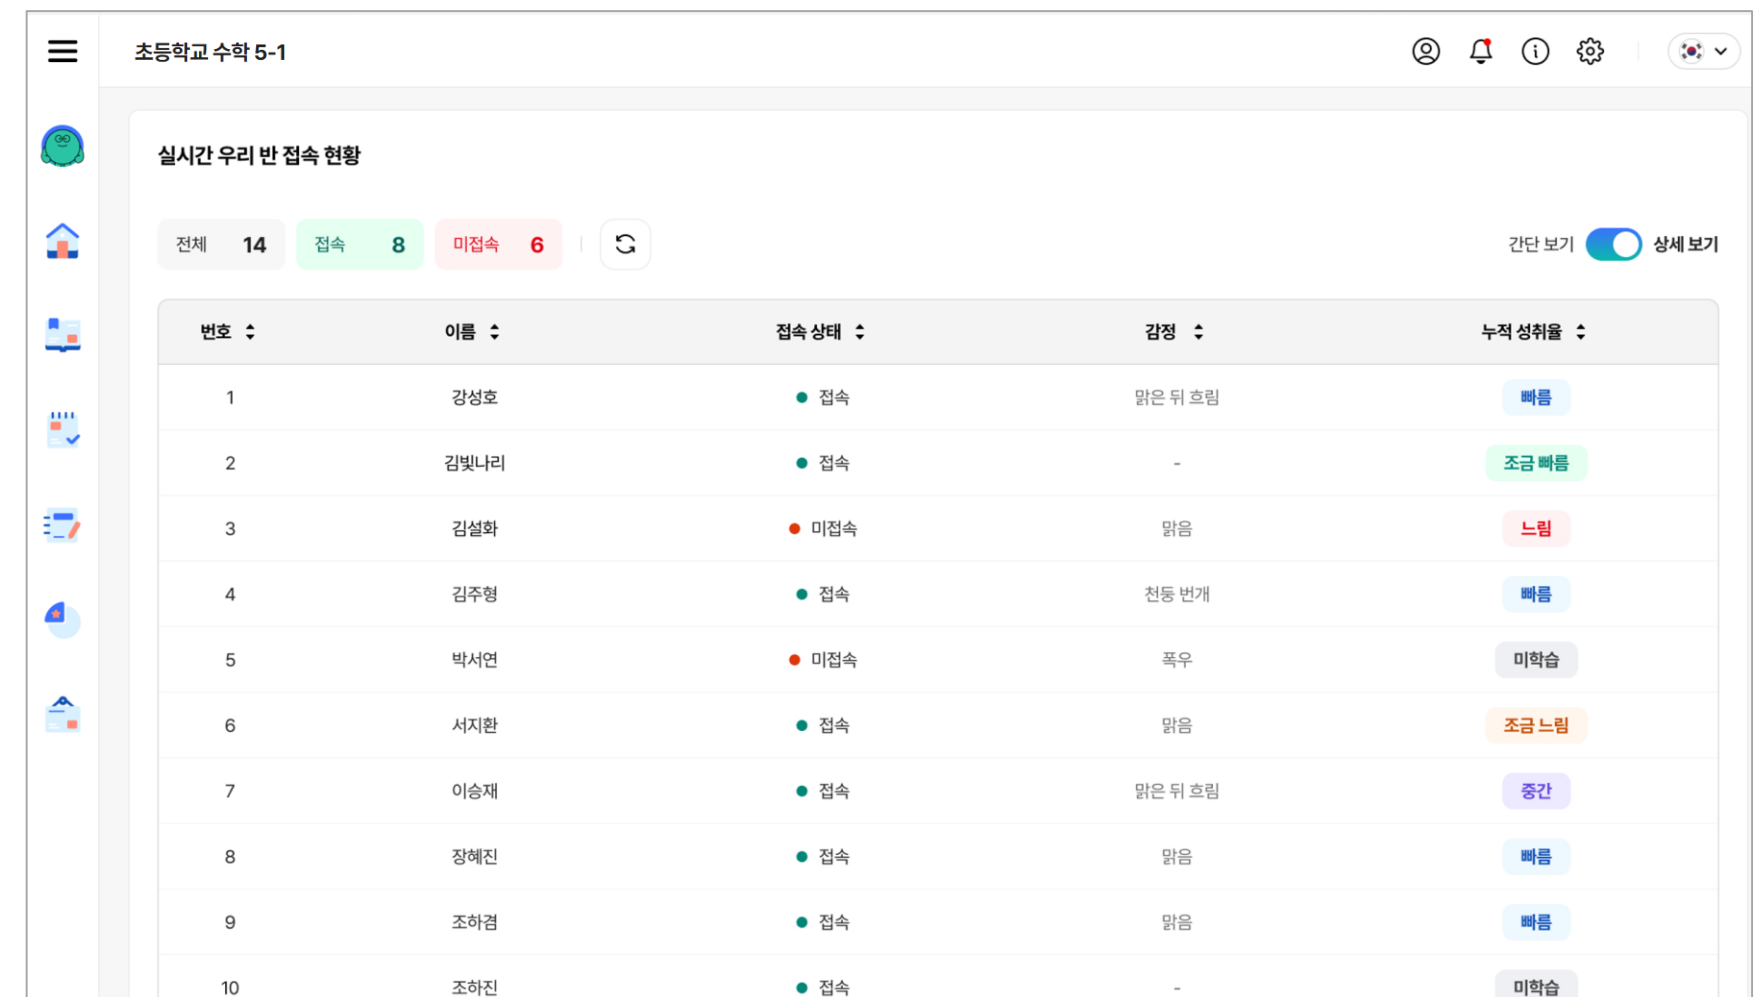 초등학교 수학 5-1
실시간 우리 반 접속 현황
전체 14 접속 8 미접속 6 간단 보기 상세 보기
번호 이름 접속 상태 감정 누적 성취율
1 강성호 접속 맑은 뒤 흐림 빠름
2 김빛나리 접속 - 조금 빠름
3 김설화 미접속 맑음 느림
4 김주형 접속 천둥 번개 빠름
5 박서연 미접속 폭우 미학습
6 서지환 접속 맑음 조금 느림
7 이승재 접속 맑은 뒤 흐림 중간
8 장혜진 접속 맑음 빠름
9 조하겸 접속 맑음 빠름
10 조하진 접속 - 미학습